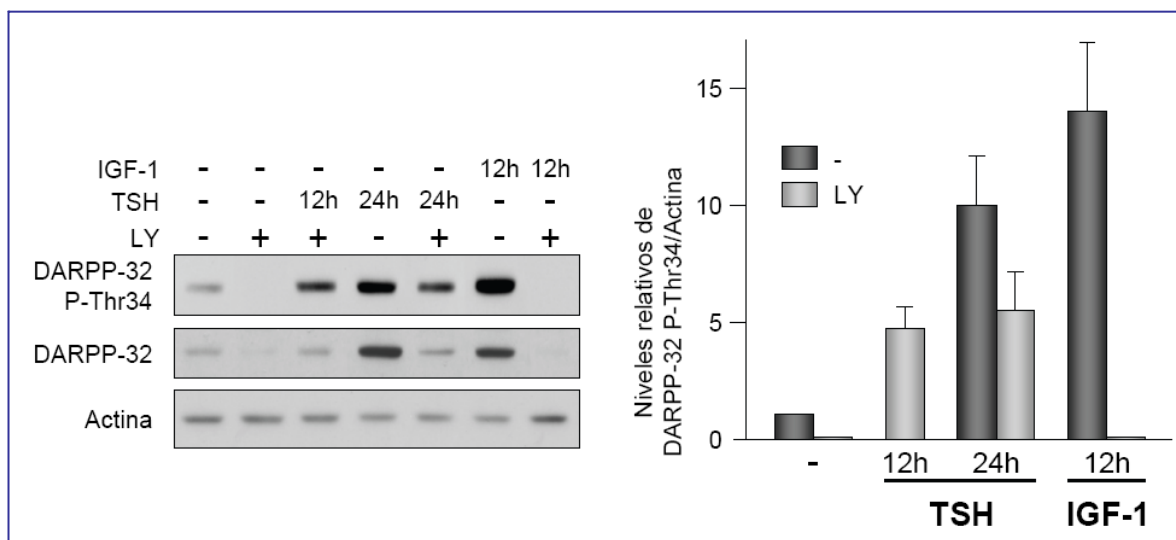 IGF-1 - - - - - 12h 12h
TSH - - 12h 24h 24h - -
LY - + + - + - +
DARPP-32
P-Thr34
DARPP-32
Actina
Niveles relativos de
DARPP-32 P-Thr34/Actina
15
10
5
0
-
LY
- 12h 24h 12h
TSH IGF-1